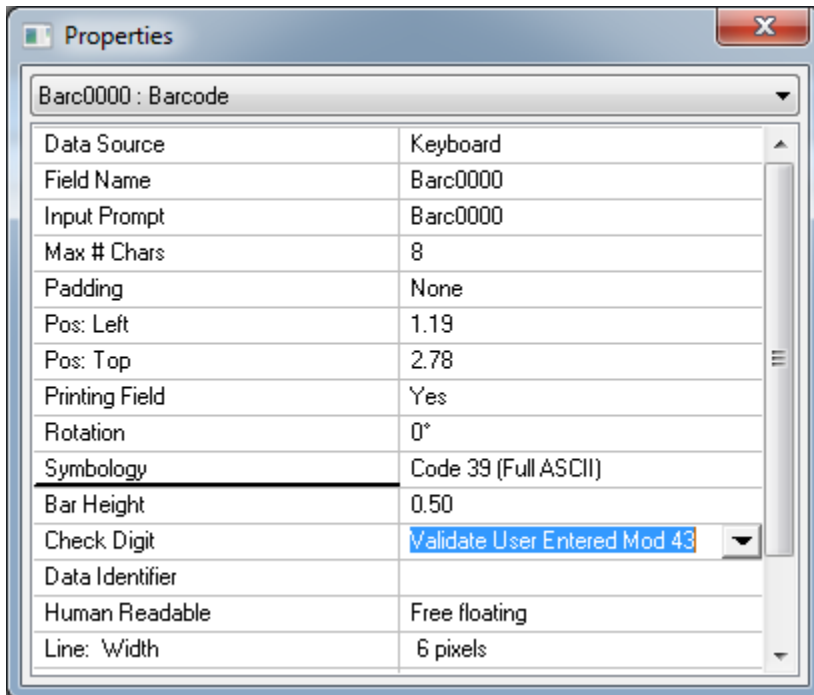 Properties
Barc0000 : Barcode
Data Source Keyboard
Field Name Barc0000
Input Prompt Barc0000
Max # Chars 8
Padding None
Pos: Left 1.19
Pos: Top 2.78
Printing Field Yes
Rotation 0°
Symbology Code 39 (Full ASCII)
Bar Height 0.50
Check Digit Validate User Entered Mod 43
Data Identifier
Human Readable Free floating
Line: Width 6 pixels